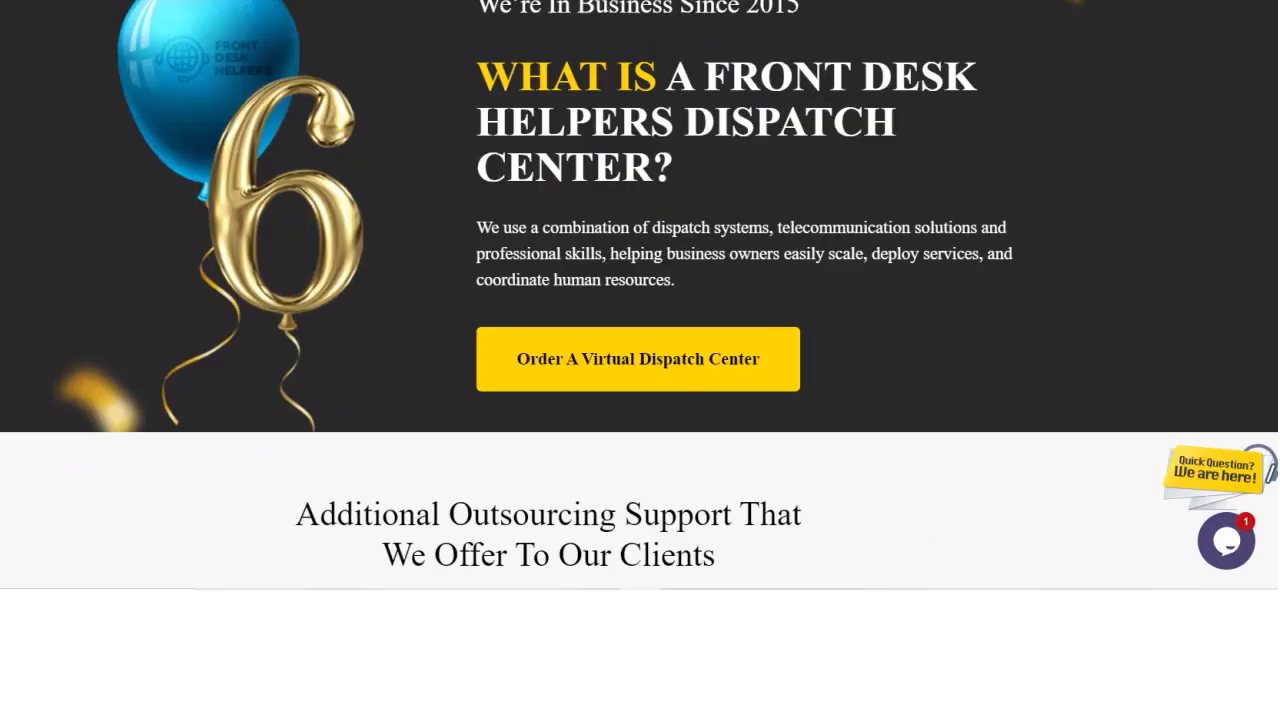 We're In Business Since 2015
FRONT
DESK
HELPERS
WHAT IS A FRONT DESK
HELPERS DISPATCH
CENTER?
We use a combination of dispatch systems, telecommunication solutions and
professional skills, helping business owners easily scale, deploy services, and
coordinate human resources.
Order A Virtual Dispatch Center
Quick Question?
We are here!
1
Additional Outsourcing Support That
We Offer To Our Clients